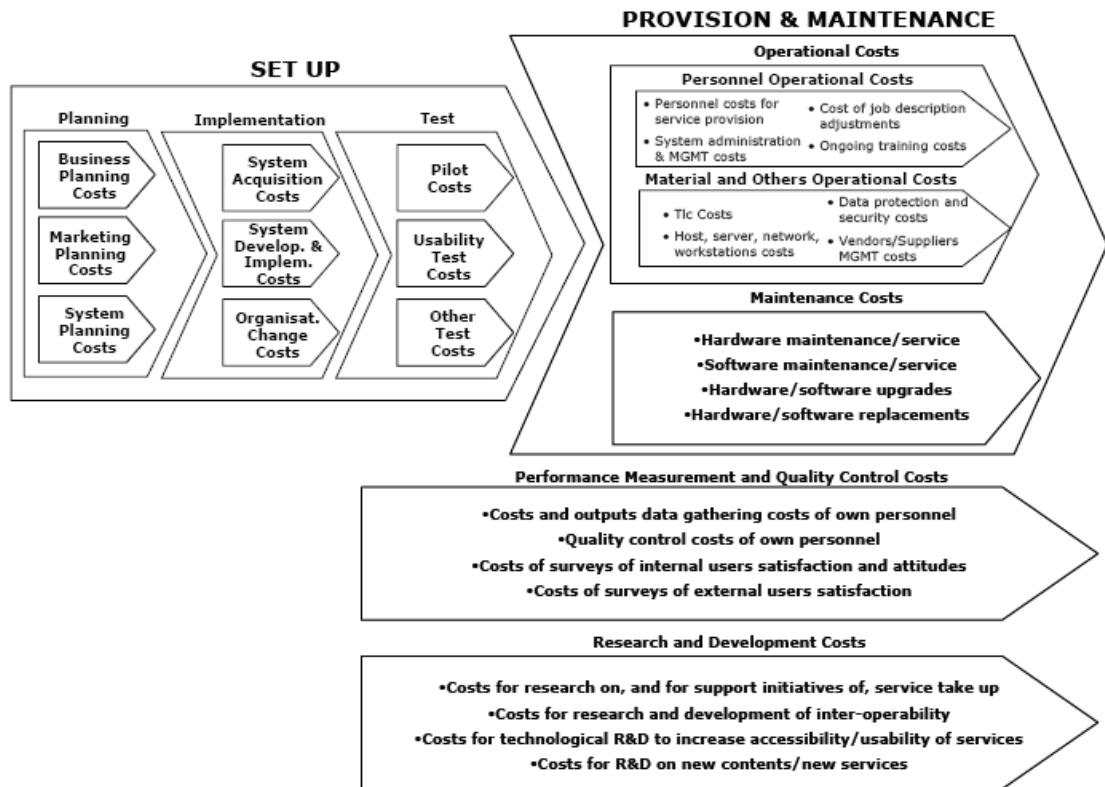 PROVISION & MAINTENANCE
SET UP
Planning
Business
Planning
Costs
Marketing
Planning
Costs
System
Planning
Costs
Implementation
System
Acquisition
Costs
System
Develop. &
Implem.
Costs
Organisat.
Change
Costs
Test
Pilot
Costs
Usability
Test
Costs
Other
Test
Costs
Operational Costs
Personnel Operational Costs
• Personnel costs for
service provision
• System administration
& MGMT costs
• Cost of job description
adjustments
• Ongoing training costs
Material and Others Operational Costs
• Tlc Costs
• Host, server, network,
workstations costs
• Data protection and
security costs
• Vendors/Suppliers
MGMT costs
Maintenance Costs
•Hardware maintenance/service
•Software maintenance/service
•Hardware/software upgrades
•Hardware/software replacements
Performance Measurement and Quality Control Costs
•Costs and outputs data gathering costs of own personnel
•Quality control costs of own personnel
•Costs of surveys of internal users satisfaction and attitudes
•Costs of surveys of external users satisfaction
Research and Development Costs
•Costs for research on, and for support initiatives of, service take up
•Costs for research and development of inter-operability
•Costs for technological R&D to increase accessibility/usability of services
•Costs for R&D on new contents/new services